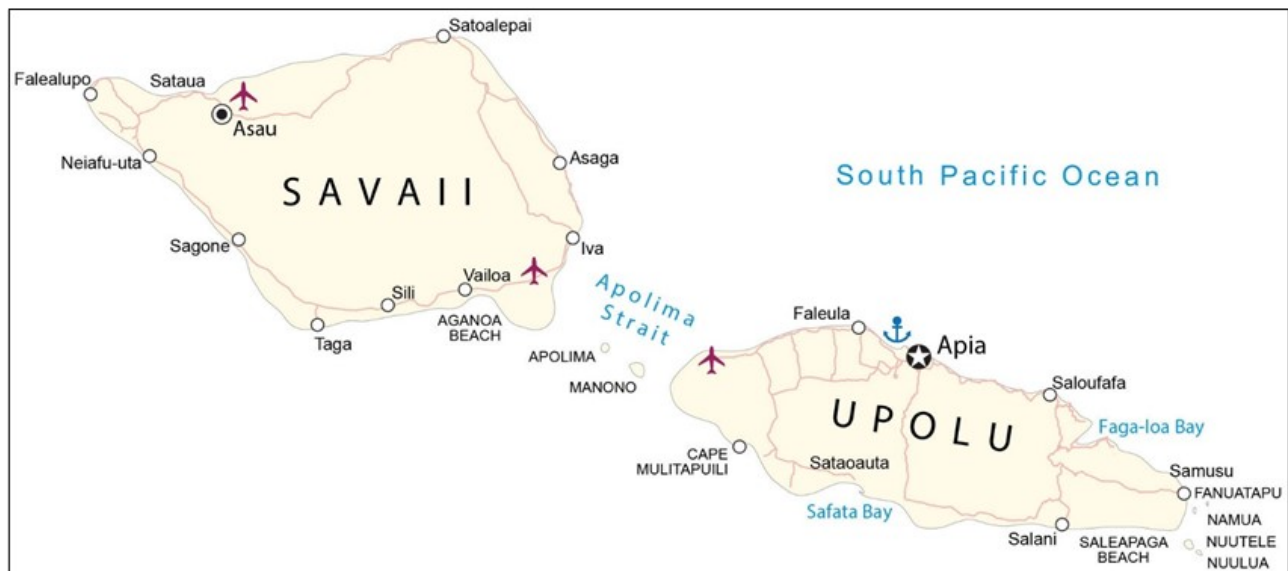 Satoalepai
Falealupo
Sataua
Asau
Neiafu-uta
Asaga
South Pacific Ocean
SAVAII
Sagone
Iva
Vailoa
Sili
Apolima
Strait
AGANOA
BEACH
Taga
Faleula
APOLIMA
Apia
MANONO
Saloufafa
UPOLU
Faga-loa Bay
CAPE
MULITAPUILI
Sataoauta
Samusu
FANUATAPU
Safata Bay
NAMUA
Salani
SALEAPAGA
BEACH
NUUTELE
NUULUA